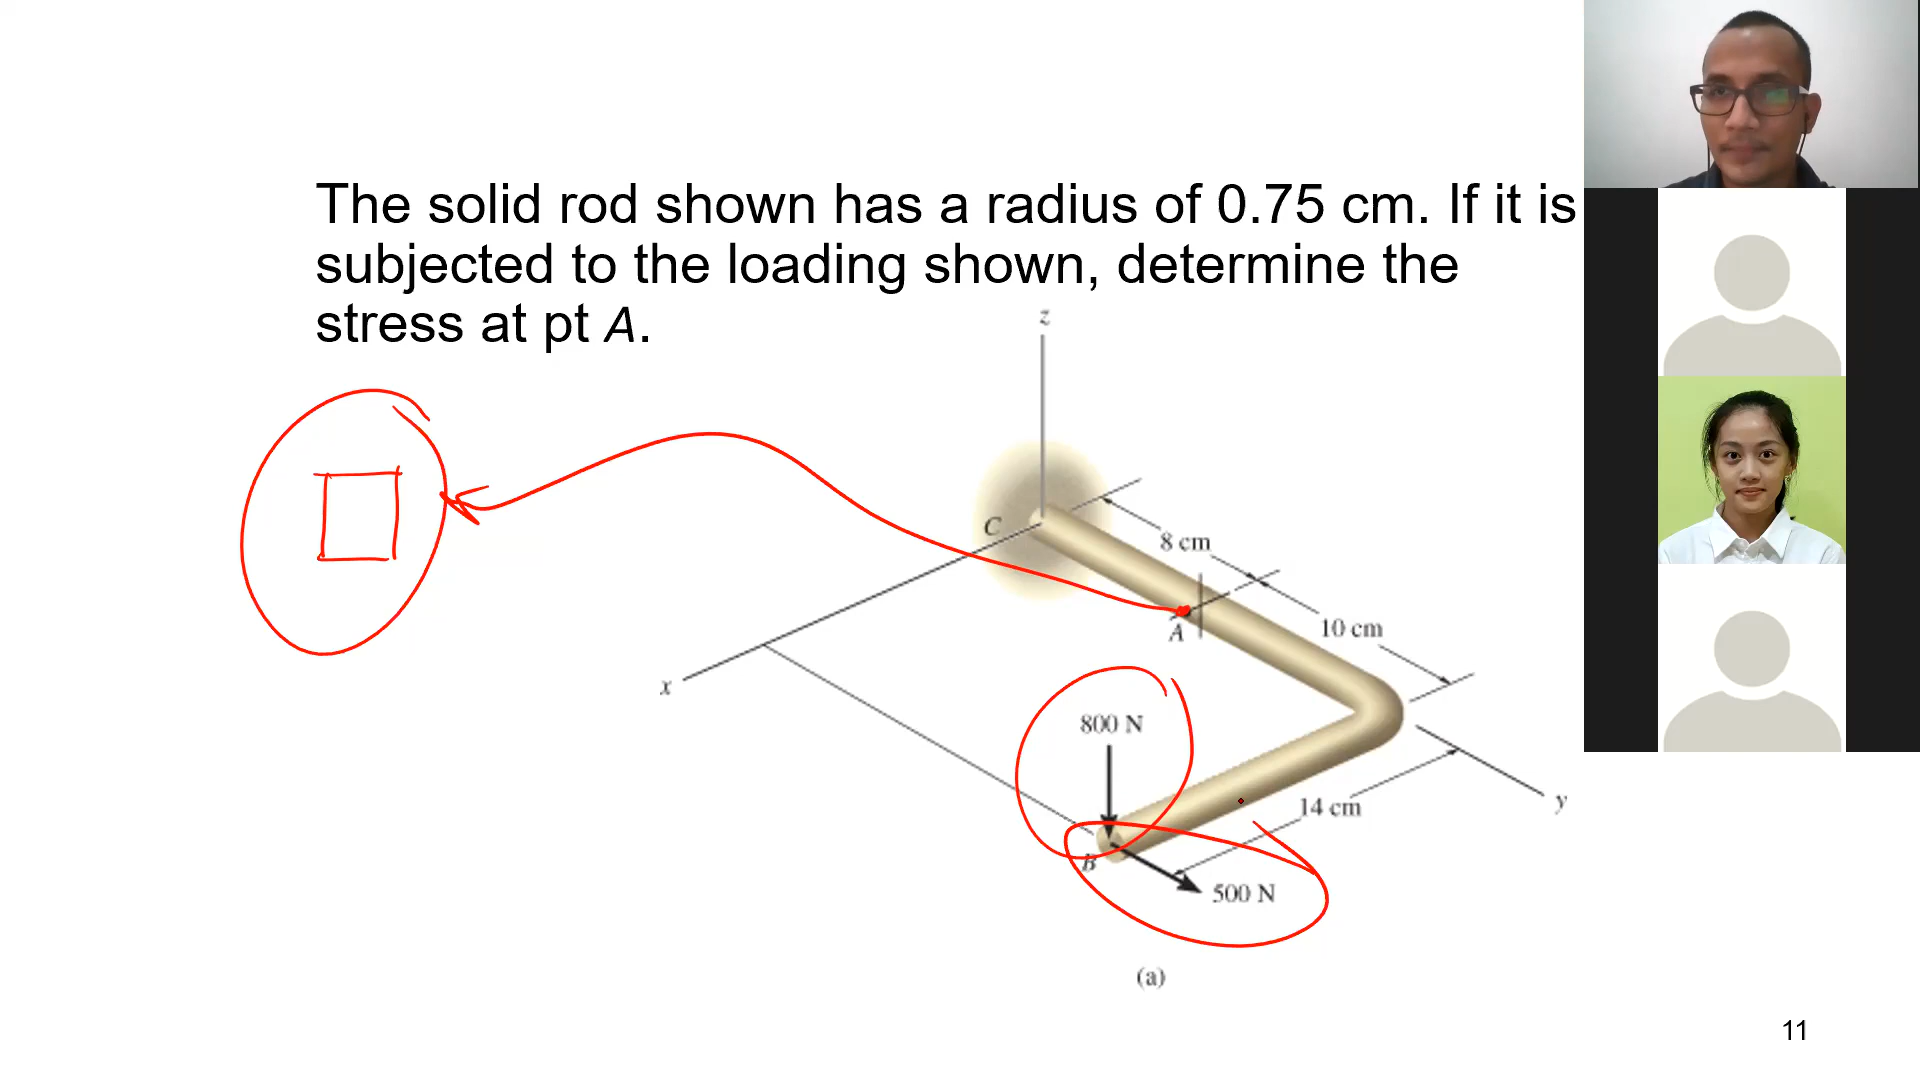 The solid rod shown has a radius of 0.75 cm. If it is
subjected to the loading shown, determine the
stress at pt A.
z
C
8 cm
10 cm
A
x
800 N
y
14 cm
B
500 N
(a)
11